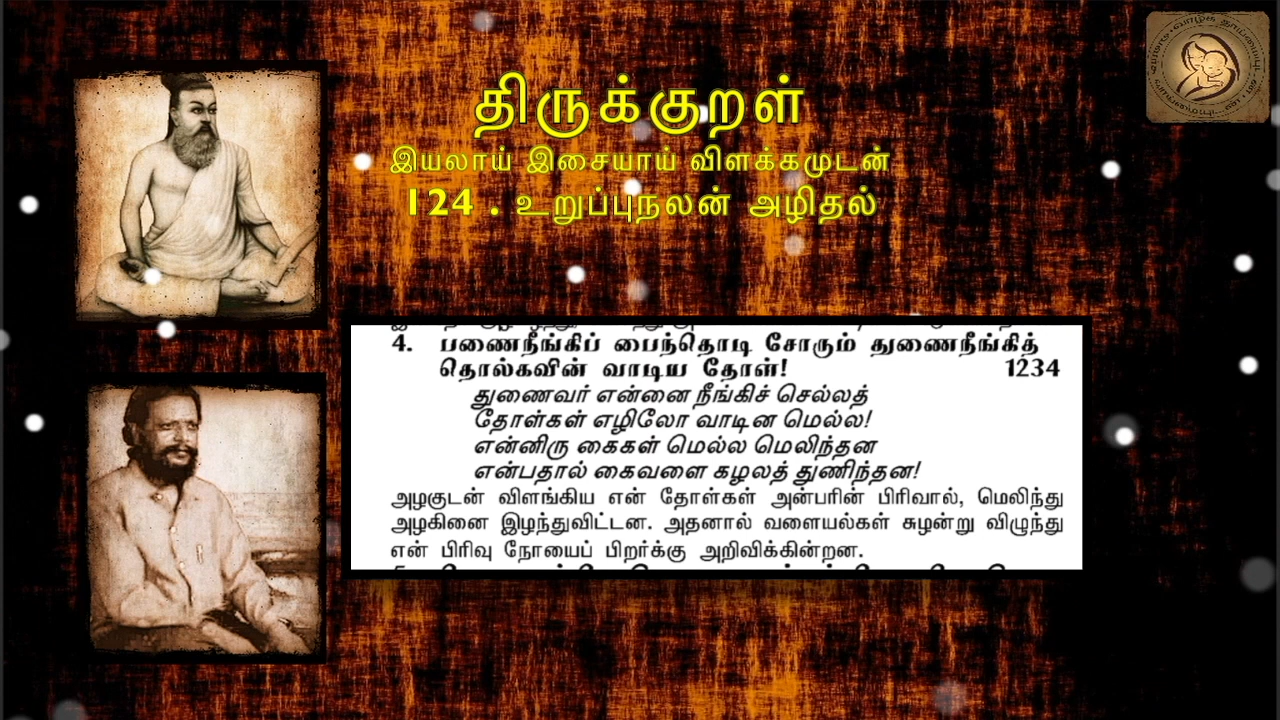 திருக்குறள்
இயலாய் இசையாய் விளக்கமுடன்
124 . உறுப்புநலன் அழிதல்
4. பணைநீங்கிப் பைந்தொடி சோரும் துணைநீங்கித்
தொல்கவின் வாடிய தோள்! 1234
துணைவர் என்னை நீங்கிச் செல்லத்
தோள்கள் எழிலோ வாடின மெல்ல!
என்னிரு கைகள் மெல்ல மெலிந்தன
என்பதால் கைவளை கழலத் துணிந்தன!
அழகுடன் விளங்கிய என் தோள்கள் அன்பரின் பிரிவால், மெலிந்து
அழகினை இழந்துவிட்டன. அதனால் வளையல்கள் சுழன்று விழுந்து
என் பிரிவு நோயைப் பிறர்க்கு அறிவிக்கின்றன.